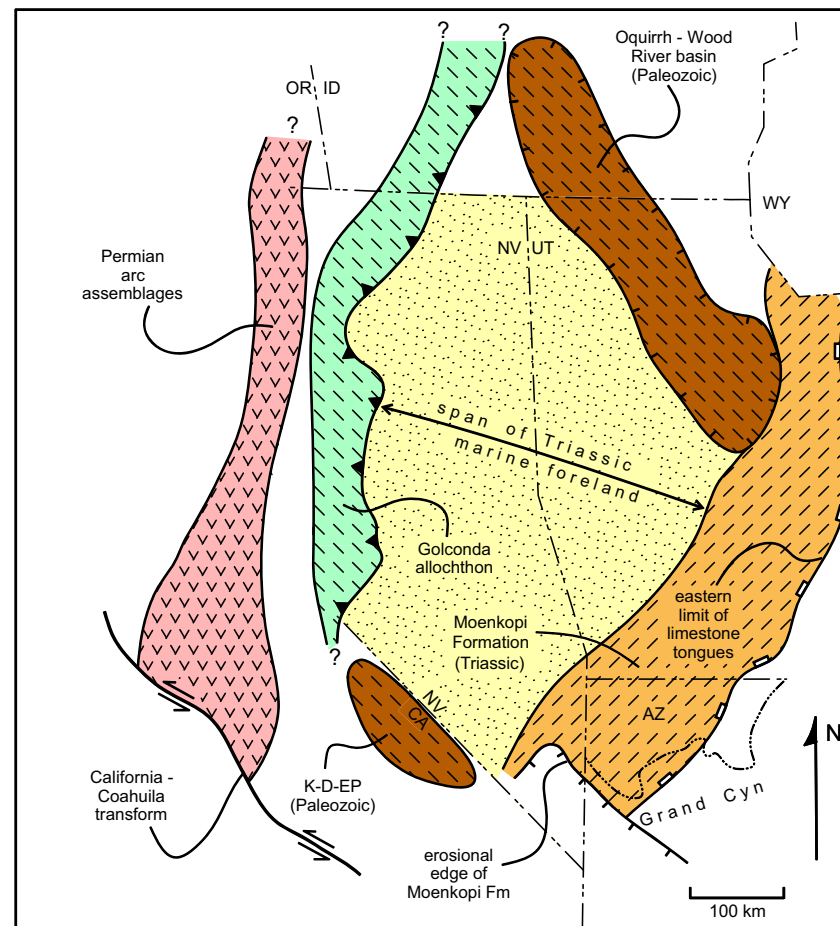 ?
?
Oquirrh - Wood
River basin
(Paleozoic)
OR ID
?
WY
NV UT
Permian
arc
assemblages
span of Triassic
marine foreland
Golconda
allochthon
eastern
limit of
limestone
tongues
Moenkopi
Formation
(Triassic)
?
NV
CA
AZ
N
K-D-EP
(Paleozoic)
California -
Coahuila
transform
Grand Cyn
erosional
edge of
Moenkopi Fm
100 km